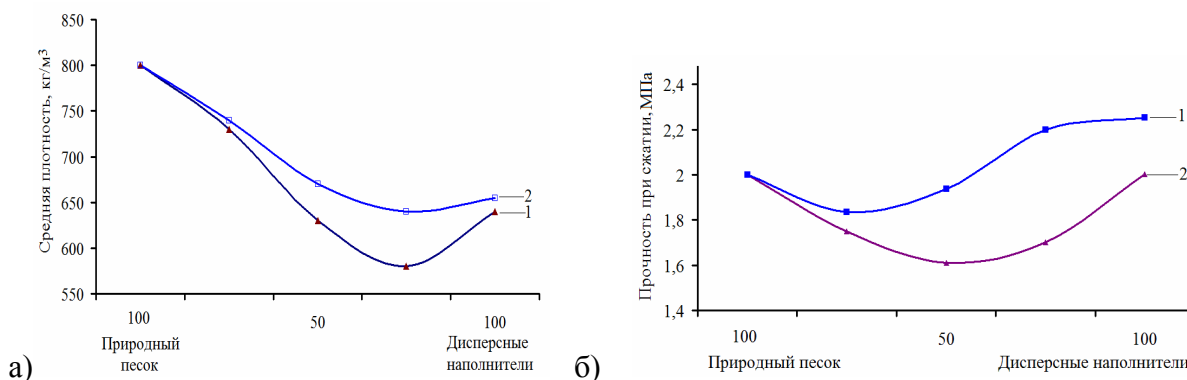 Средняя плотность, кг/м³
850
800
750
700
650
600
550
2
1
100
50
100
Природный
песок
Дисперсные
наполнители
а)
Прочность при сжатии, МПа
2,4
2,2
2
1,8
1,6
1,4
1
2
100
50
100
Природный песок
Дисперсные наполнители
б)